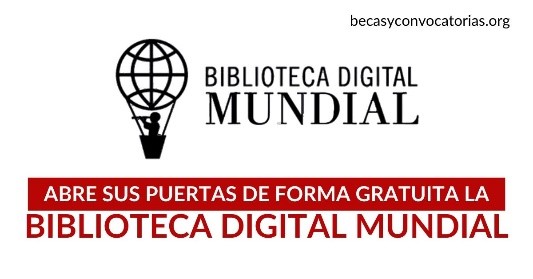 becasyconvocatorias.org
BIBLIOTECA DIGITAL
MUNDIAL
ABRE SUS PUERTAS DE FORMA GRATUITA LA
BIBLIOTECA DIGITAL MUNDIAL